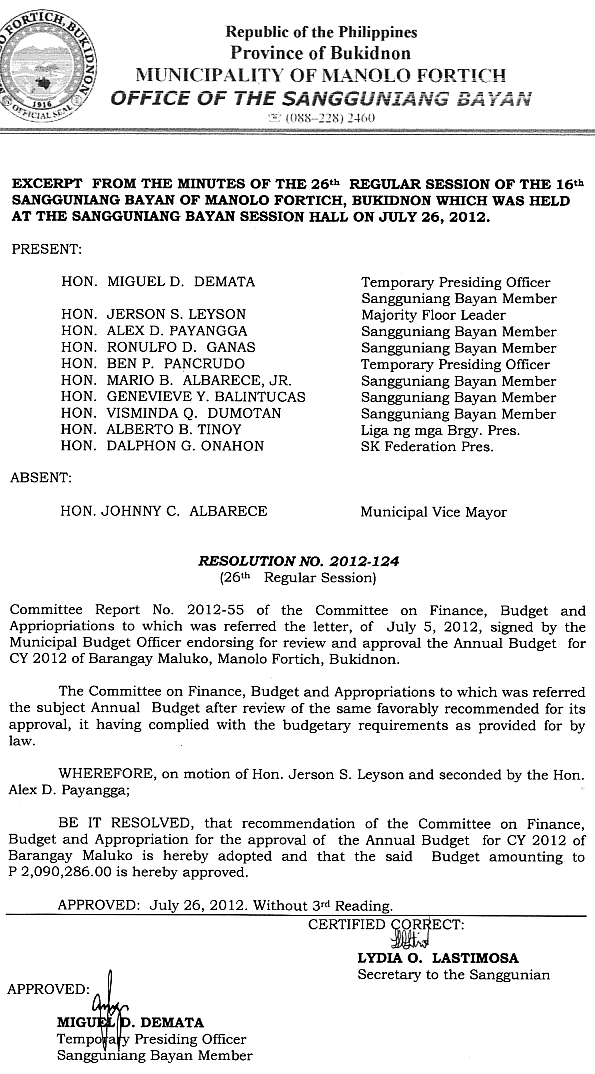 MANOLO FORTICH, BUKIDNON
1916
OFFICIAL SEAL
Republic of the Philippines
Province of Bukidnon
MUNICIPALITY OF MANOLO FORTICH
OFFICE OF THE SANGGUNIANG BAYAN
☏ (088–228) 2460
EXCERPT FROM THE MINUTES OF THE 26th REGULAR SESSION OF THE 16th
SANGGUNIANG BAYAN OF MANOLO FORTICH, BUKIDNON WHICH WAS HELD
AT THE SANGGUNIANG BAYAN SESSION HALL ON JULY 26, 2012.
PRESENT:
HON. MIGUEL D. DEMATA Temporary Presiding Officer
Sangguniang Bayan Member
HON. JERSON S. LEYSON Majority Floor Leader
HON. ALEX D. PAYANGGA Sangguniang Bayan Member
HON. RONULFO D. GANAS Sangguniang Bayan Member
HON. BEN P. PANCRUDO Temporary Presiding Officer
HON. MARIO B. ALBARECE, JR. Sangguniang Bayan Member
HON. GENEVIEVE Y. BALINTUCAS Sangguniang Bayan Member
HON. VISMINDA Q. DUMOTAN Sangguniang Bayan Member
HON. ALBERTO B. TINOY Liga ng mga Brgy. Pres.
HON. DALPHON G. ONAHON SK Federation Pres.
ABSENT:
HON. JOHNNY C. ALBARECE Municipal Vice Mayor
RESOLUTION NO. 2012-124
(26th Regular Session)
Committee Report No. 2012-55 of the Committee on Finance, Budget and
Appriopriations to which was referred the letter, of July 5, 2012, signed by the
Municipal Budget Officer endorsing for review and approval the Annual Budget for
CY 2012 of Barangay Maluko, Manolo Fortich, Bukidnon.
The Committee on Finance, Budget and Appropriations to which was referred
the subject Annual Budget after review of the same favorably recommended for its
approval, it having complied with the budgetary requirements as provided for by
law.
WHEREFORE, on motion of Hon. Jerson S. Leyson and seconded by the Hon.
Alex D. Payangga;
BE IT RESOLVED, that recommendation of the Committee on Finance,
Budget and Appropriation for the approval of the Annual Budget for CY 2012 of
Barangay Maluko is hereby adopted and that the said Budget amounting to
P 2,090,286.00 is hereby approved.
APPROVED: July 26, 2012. Without 3rd Reading.
CERTIFIED CORRECT:
LYDIA O. LASTIMOSA
Secretary to the Sanggunian
APPROVED:
MIGUEL D. DEMATA
Temporary Presiding Officer
Sangguniang Bayan Member